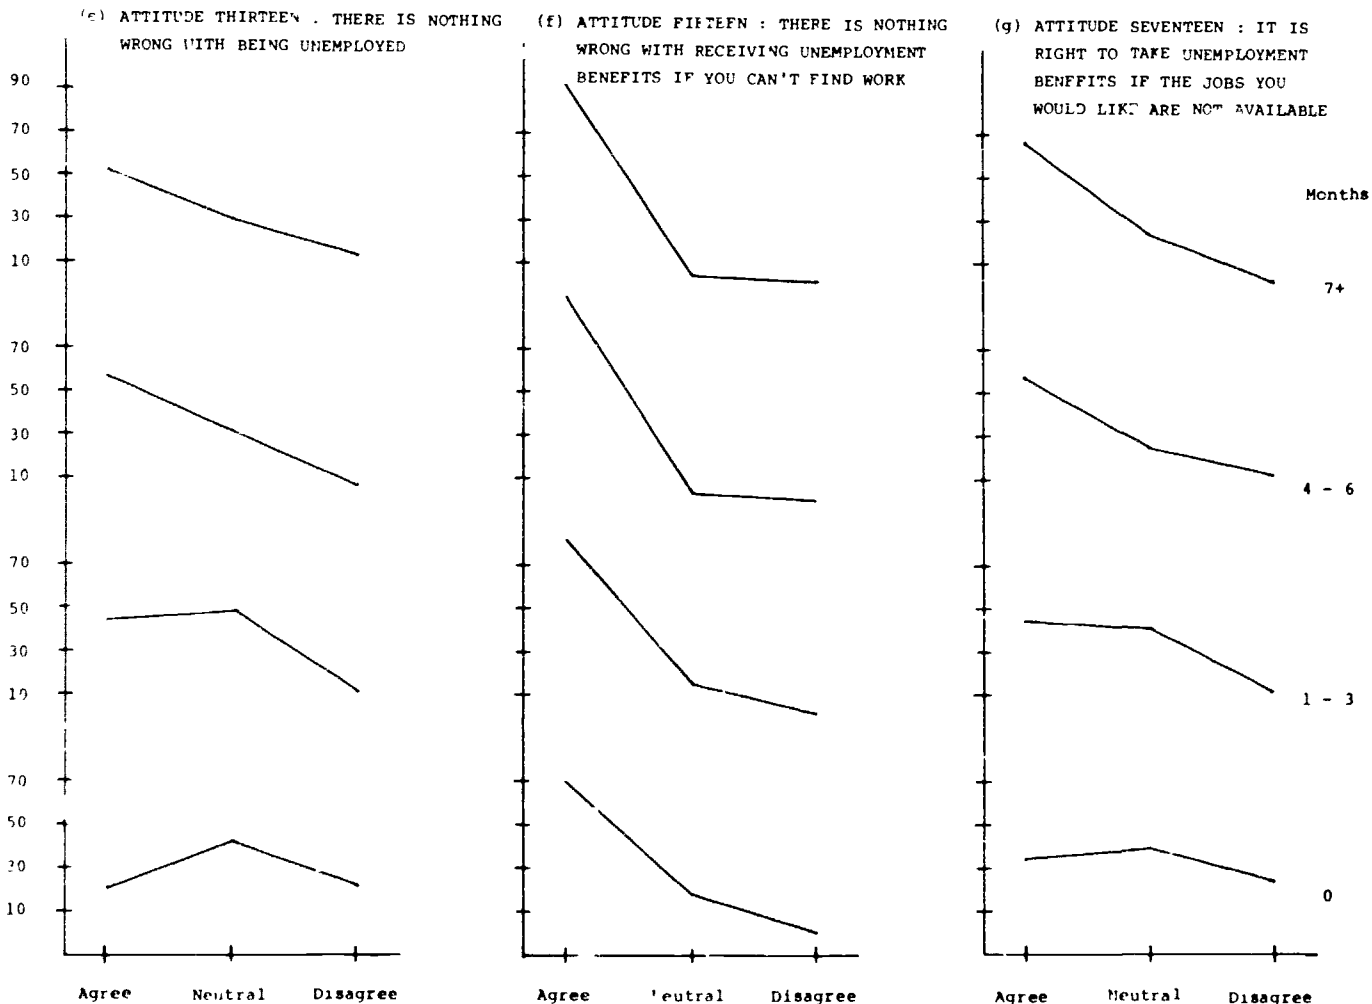 (e) ATTITUDE THIRTEEN . THERE IS NOTHING
WRONG WITH BEING UNEMPLOYED
(f) ATTITUDE FIFTEEN : THERE IS NOTHING
WRONG WITH RECEIVING UNEMPLOYMENT
BENEFITS IF YOU CAN'T FIND WORK
(g) ATTITUDE SEVENTEEN : IT IS
RIGHT TO TAKE UNEMPLOYMENT
BENEFITS IF THE JOBS YOU
WOULD LIKE ARE NOT AVAILABLE
90
70
50
30
10
Months
7+
70
50
30
10
4 - 6
70
50
30
10
1 - 3
70
50
30
10
0
Agree Neutral Disagree
Agree Neutral Disagree
Agree Neutral Disagree